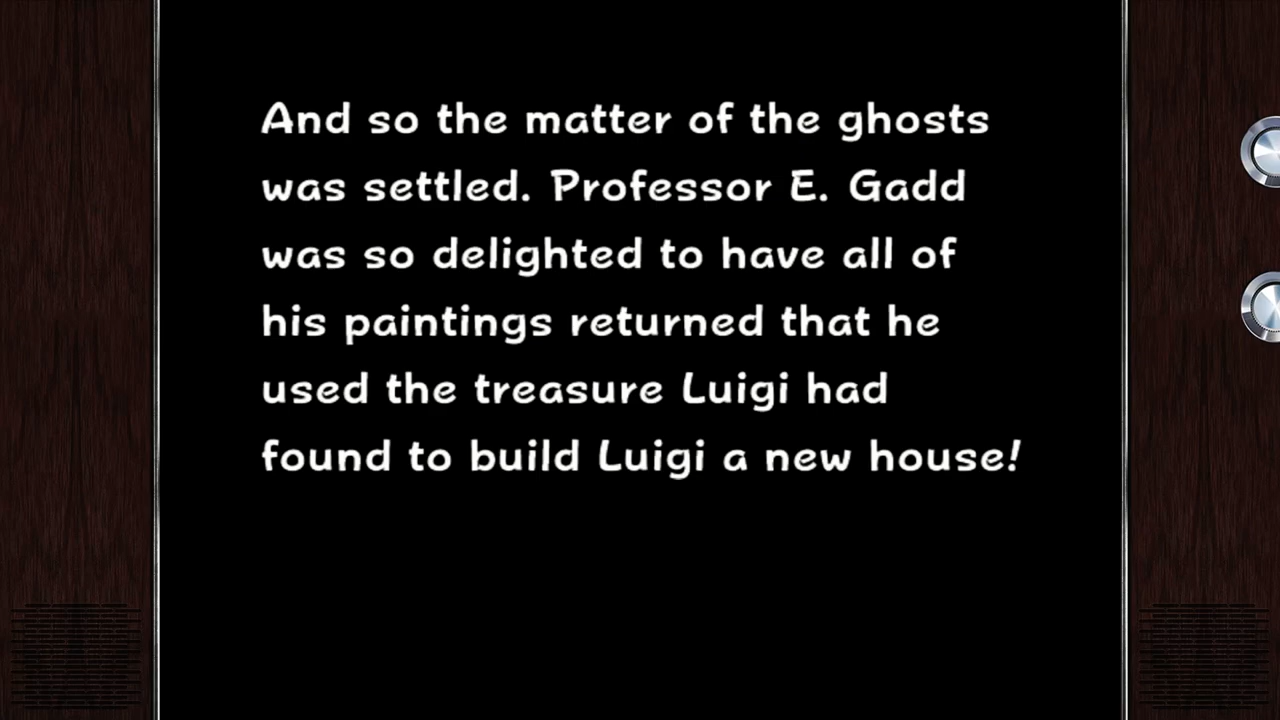 And so the matter of the ghosts
was settled. Professor E. Gadd
was so delighted to have all of
his paintings returned that he
used the treasure Luigi had
found to build Luigi a new house!